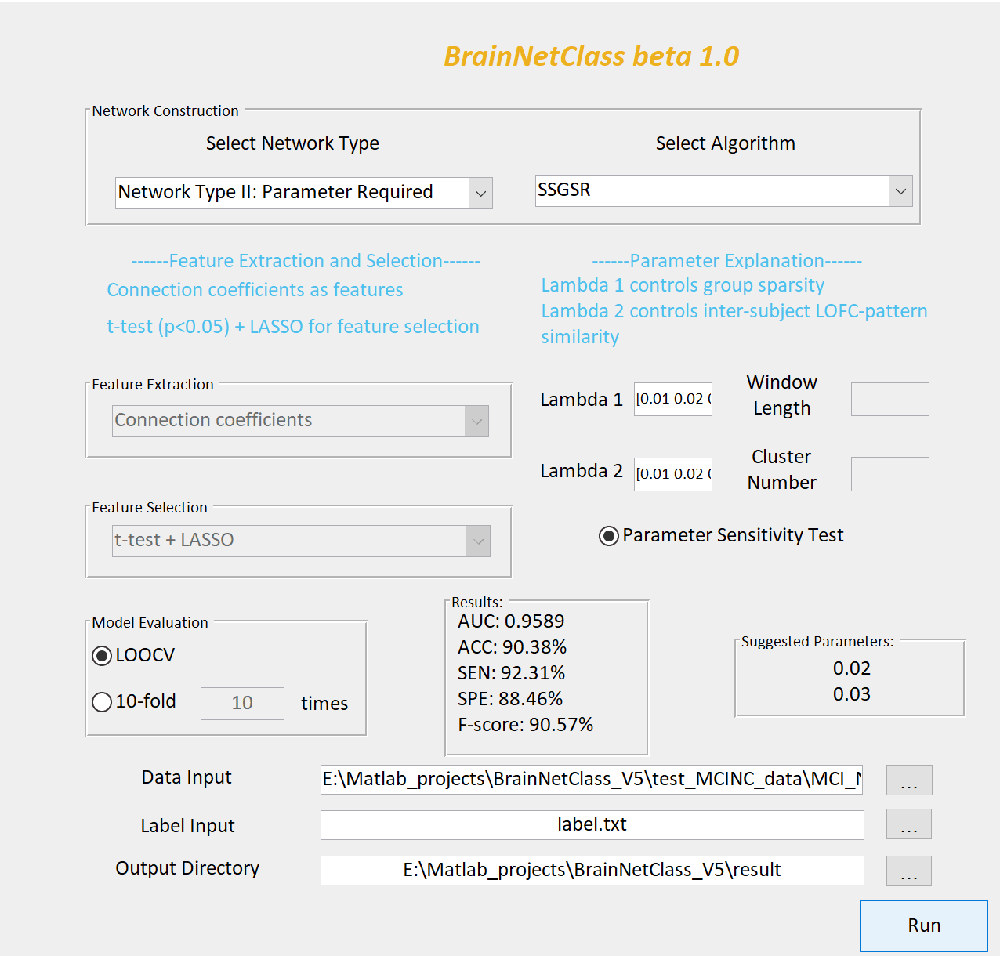 BrainNetClass beta 1.0
Network Construction
Select Network Type
Select Algorithm
Network Type II: Parameter Required
SSGSR
------Feature Extraction and Selection------
Connection coefficients as features
t-test (p<0.05) + LASSO for feature selection
------Parameter Explanation------
Lambda 1 controls group sparsity
Lambda 2 controls inter-subject LOFC-pattern
similarity
Feature Extraction
Connection coefficients
Lambda 1
[0.01 0.02
Window
Length
Lambda 2
[0.01 0.02
Cluster
Number
Feature Selection
t-test + LASSO
Parameter Sensitivity Test
Model Evaluation
LOOCV
10-fold
10
times
Results:
AUC: 0.9589
ACC: 90.38%
SEN: 92.31%
SPE: 88.46%
F-score: 90.57%
Suggested Parameters:
0.02
0.03
Data Input
E:\Matlab_projects\BrainNetClass_V5\test_MCINC_data\MCI_N
...
Label Input
label.txt
...
Output Directory
E:\Matlab_projects\BrainNetClass_V5\result
...
Run